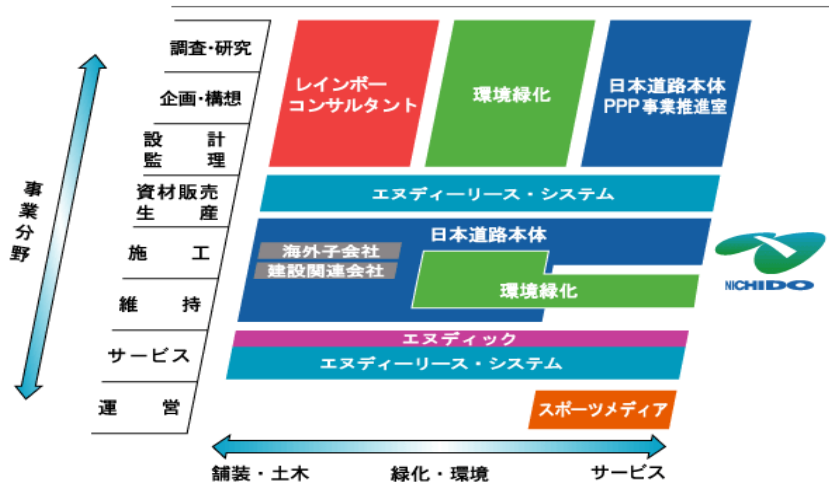 調査・研究
企画・構想
設計
監理
資材販売
生産
施工
維持
サービス
運営
事業分野
レインボー
コンサルタント
環境緑化
日本道路本体
PPP事業推進室
エヌディーリース・システム
日本道路本体
海外子会社
建設関連会社
環境緑化
エヌディック
エヌディーリース・システム
スポーツメディア
NICHIDO
舗装・土木
緑化・環境
サービス